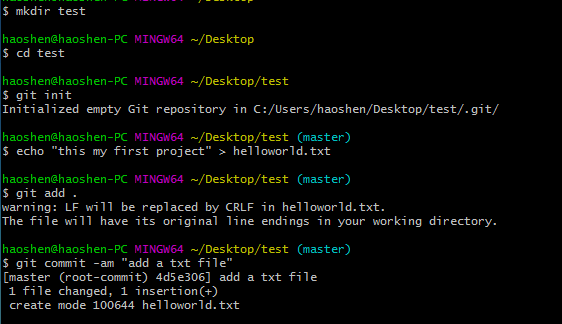 $ mkdir test
haoshen@haoshen-PC MINGW64 ~/Desktop
$ cd test
haoshen@haoshen-PC MINGW64 ~/Desktop/test
$ git init
Initialized empty Git repository in C:/Users/haoshen/Desktop/test/.git/
haoshen@haoshen-PC MINGW64 ~/Desktop/test (master)
$ echo "this my first project" > helloworld.txt
haoshen@haoshen-PC MINGW64 ~/Desktop/test (master)
$ git add .
warning: LF will be replaced by CRLF in helloworld.txt.
The file will have its original line endings in your working directory.
haoshen@haoshen-PC MINGW64 ~/Desktop/test (master)
$ git commit -am "add a txt file"
[master (root-commit) 4d5e306] add a txt file
1 file changed, 1 insertion(+)
create mode 100644 helloworld.txt